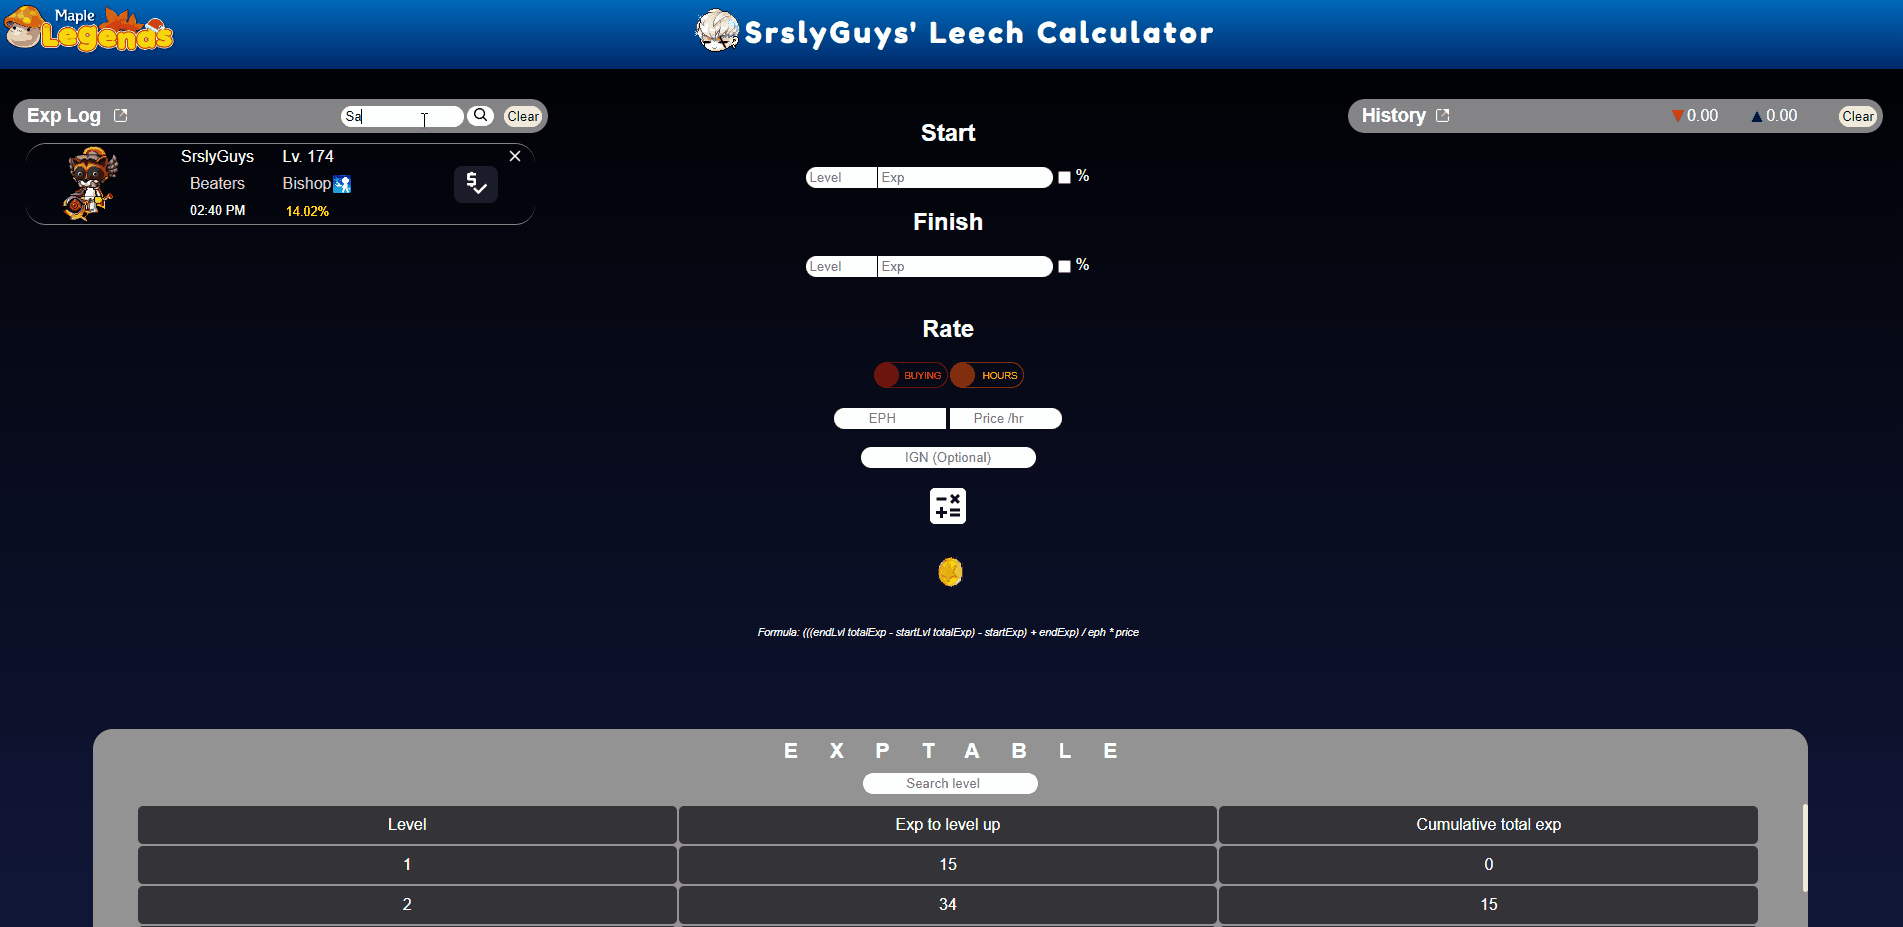 Maple
Legends
SrslyGuys' Leech Calculator
Exp Log
Sa
Clear
SrslyGuys Lv. 174
Beaters Bishop
02:40 PM 14.02%
Start
Level Exp %
Finish
Level Exp %
Rate
BUYING HOURS
EPH Price /hr
IGN (Optional)
Formula: (((endLvl totalExp - startLvl totalExp) - startExp) + endExp) / eph * price
History ▼0.00 ▲0.00 Clear
E X P T A B L E
Search level
Level Exp to level up Cumulative total exp
1 15 0
2 34 15